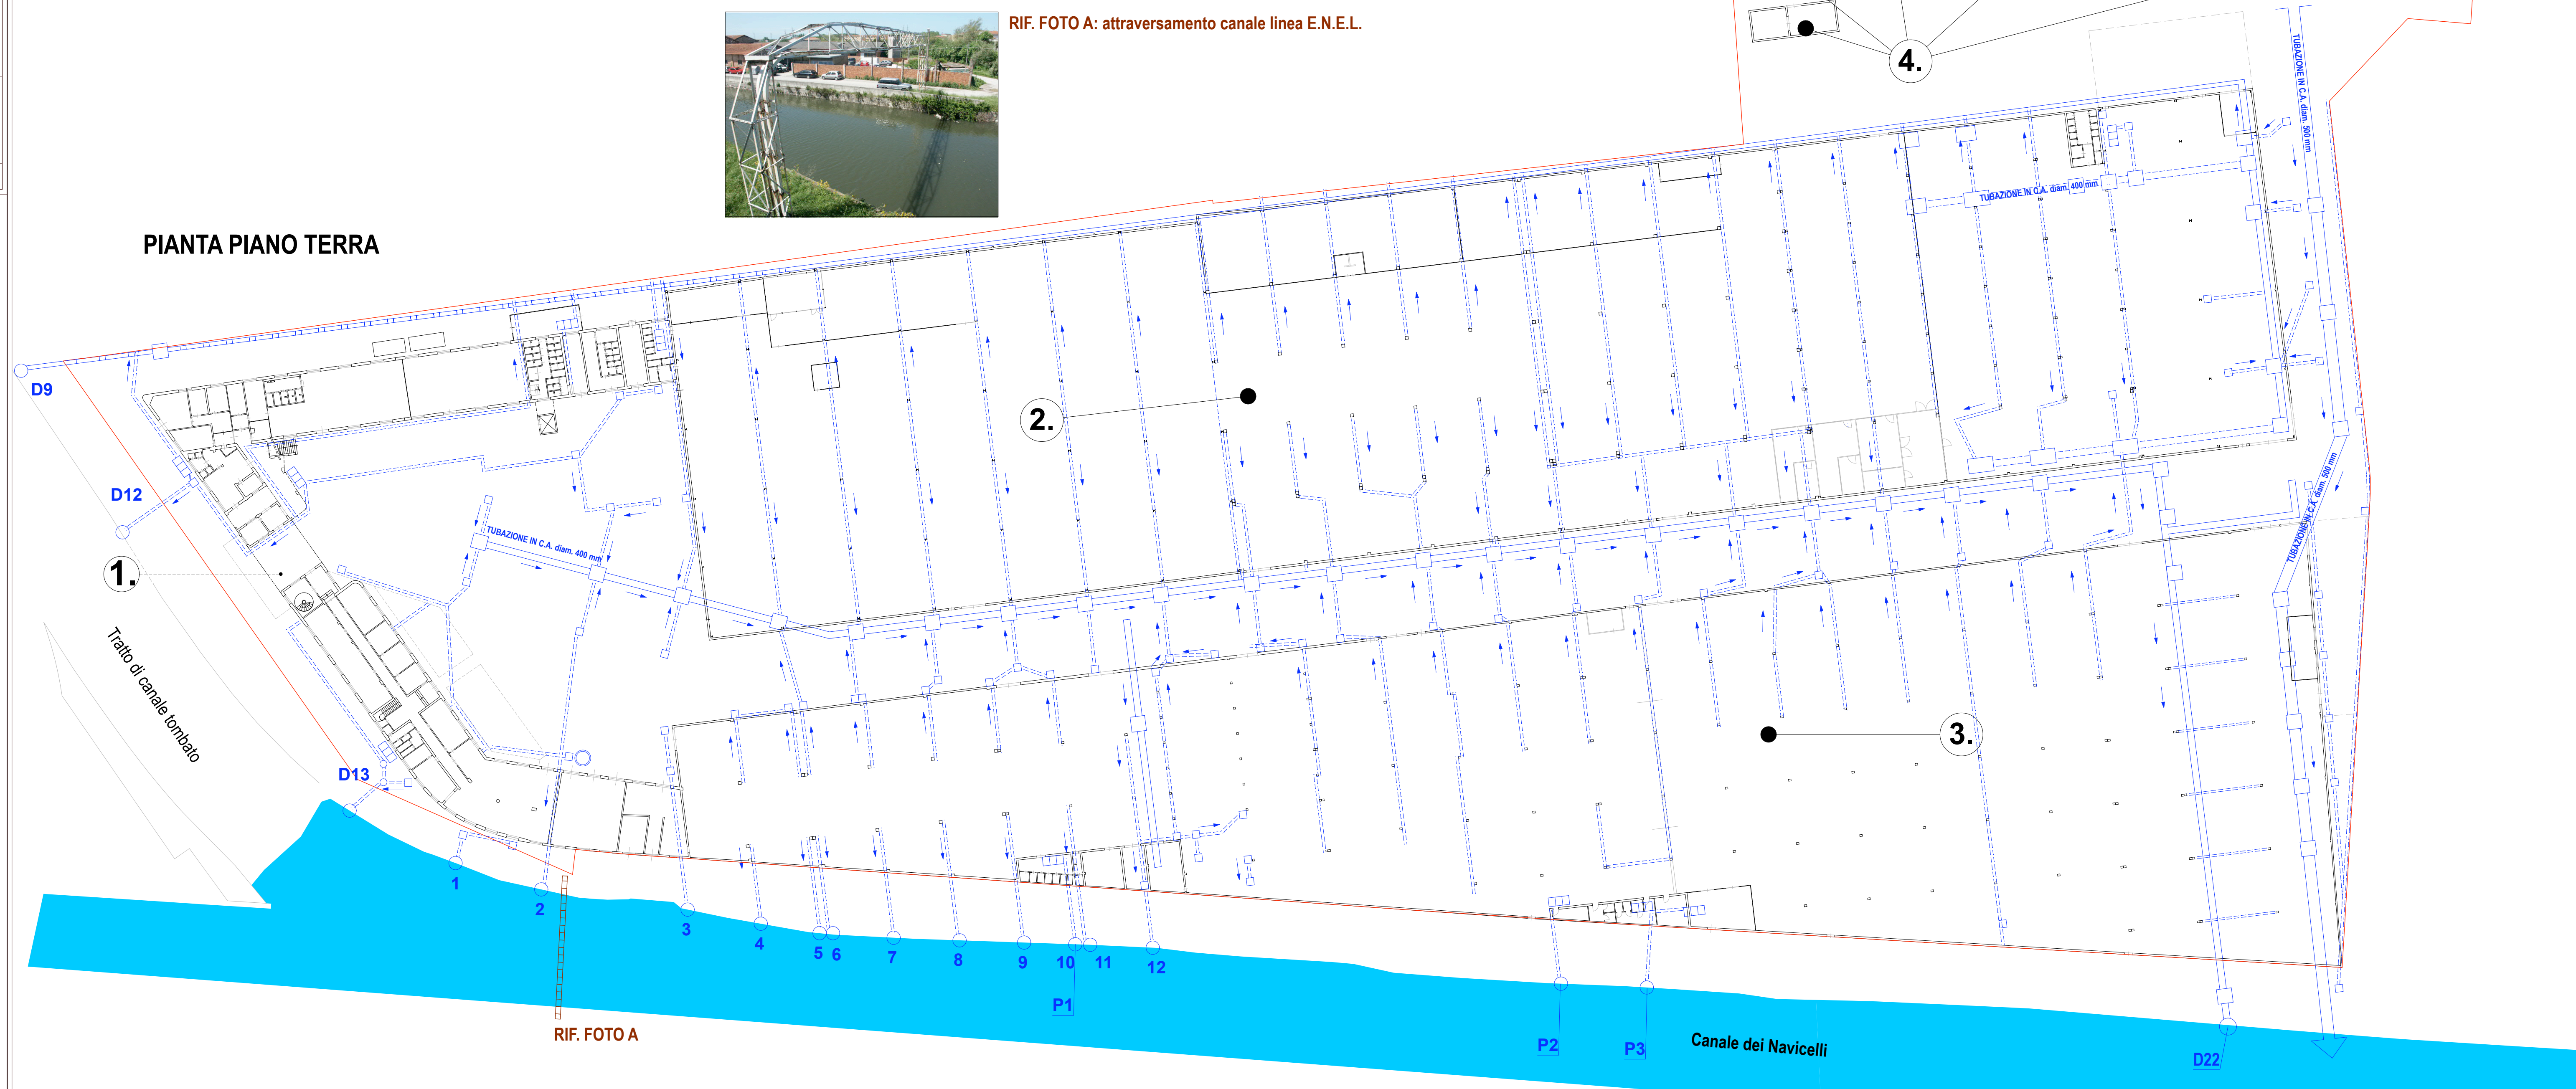 RIF. FOTO A: attraversamento canale linea E.N.E.L.
4.
TUBAZIONE IN C.A. diam. 500 mm
TUBAZIONE IN C.A. diam. 400 mm
PIANTA PIANO TERRA
D9
2.
D12
TUBAZIONE IN C.A. diam. 500 mm
TUBAZIONE IN C.A. diam. 400 mm
1.
Tratto di canale tombato
3.
D13
1
2
3
4
5
6
7
8
9
10
11
12
P1
RIF. FOTO A
P2
P3
Canale dei Navicelli
D22